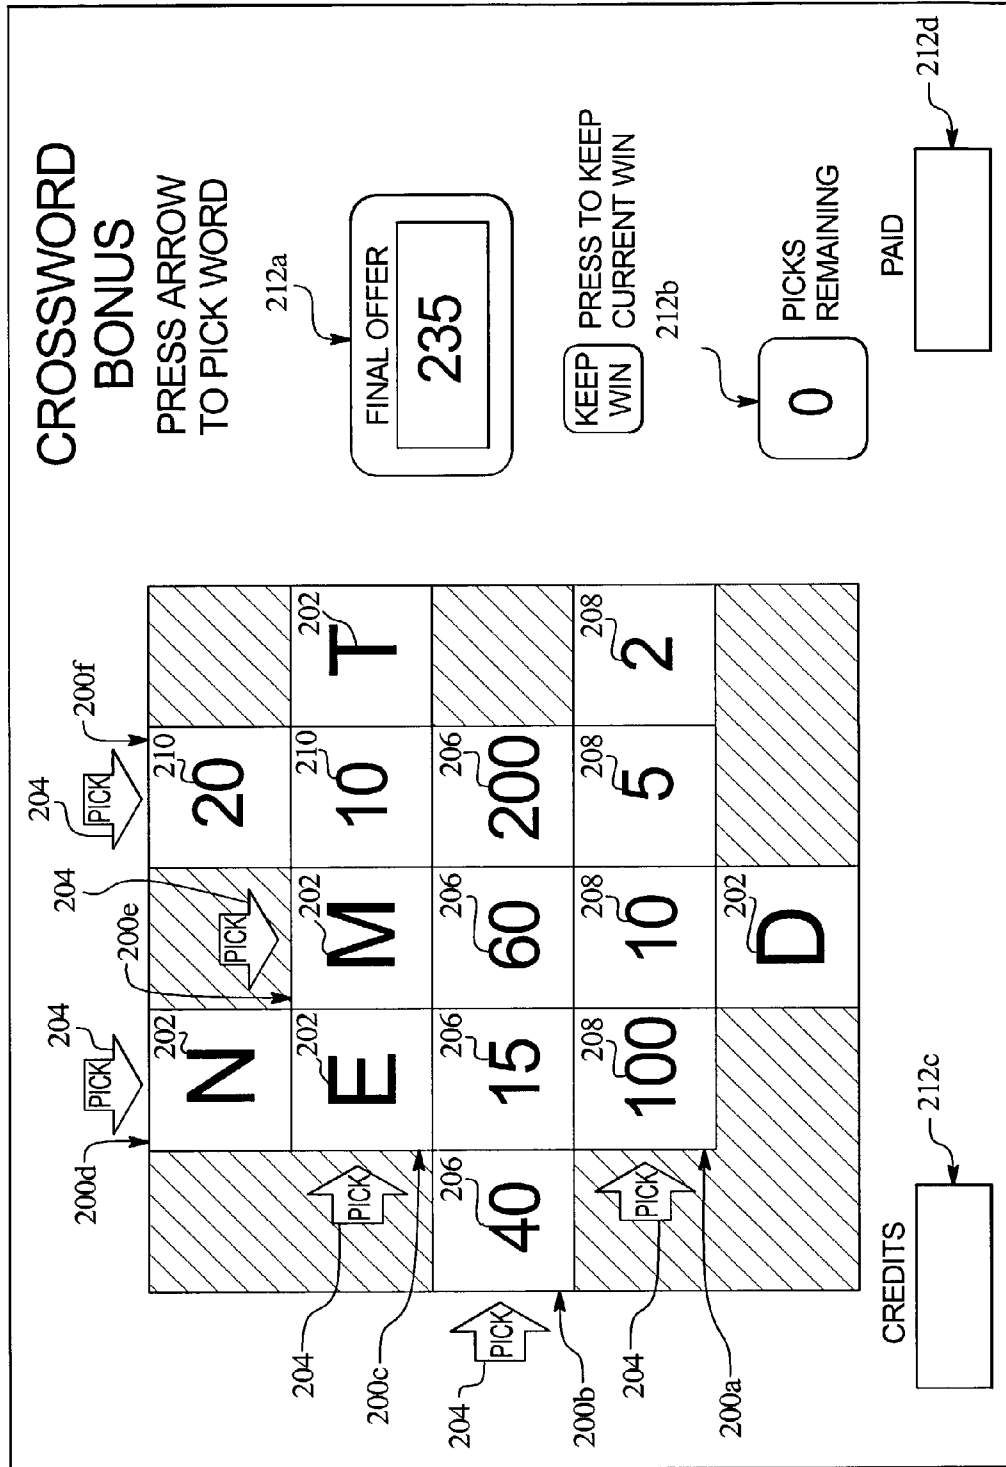 CROSSWORD
BONUS
PRESS ARROW
TO PICK WORD
212a
FINAL OFFER
235
KEEP
WIN
PRESS TO KEEP
CURRENT WIN
212b
0
PICKS
REMAINING
PAID
212d
204 204 204
200d PICK 200e PICK 200f
N 202 PICK 20 210
204 PICK E 202 M 202 10 210 T 202
200c
204 PICK 40 206 15 206 60 206 200 206
200b
204 PICK 100 208 10 208 5 208 2 208
200a
D 202
CREDITS
212c